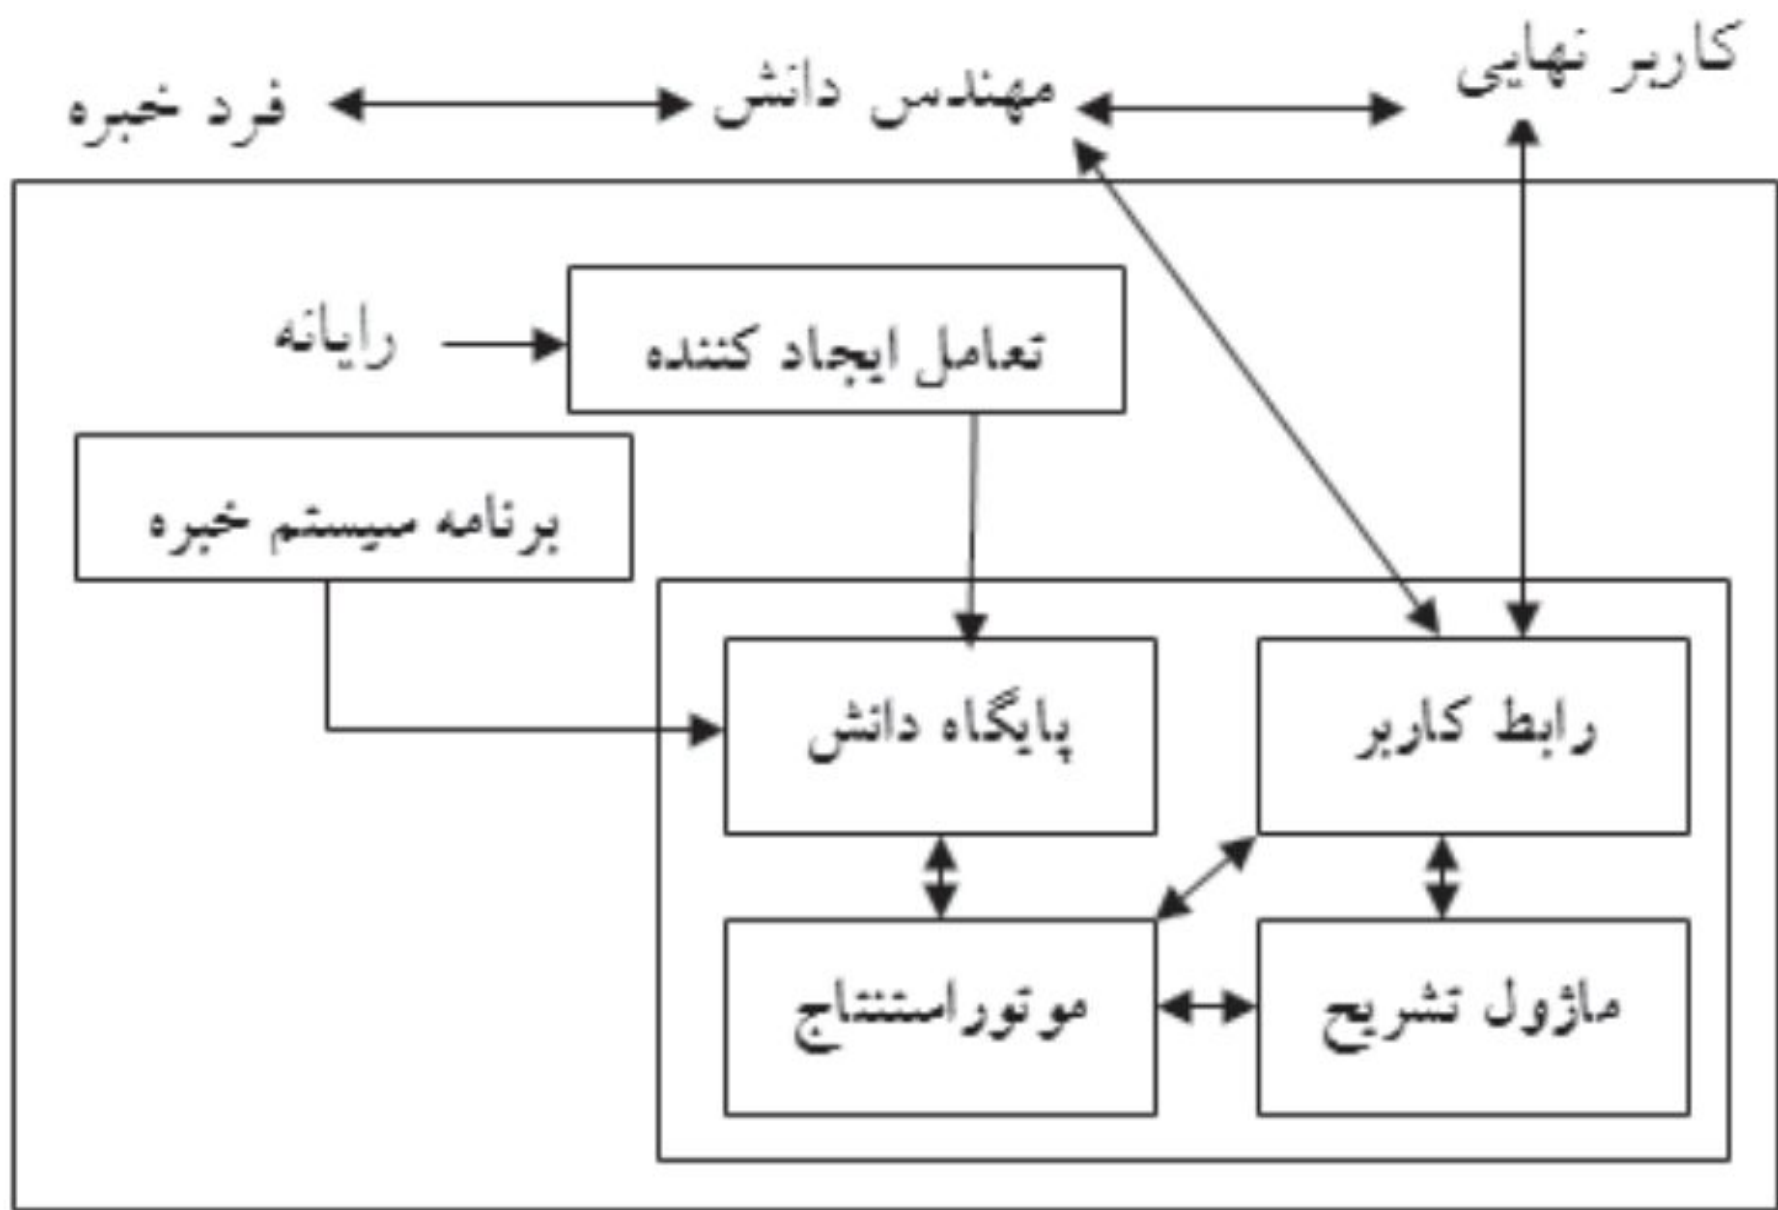 کاربر نهایی
مهندس دانش
فرد خبره
رایانه
تعامل ایجاد کننده
برنامه سیستم خبره
رابط کاربر
پایگاه دانش
ماژول تشریح
موتوراستنتاج